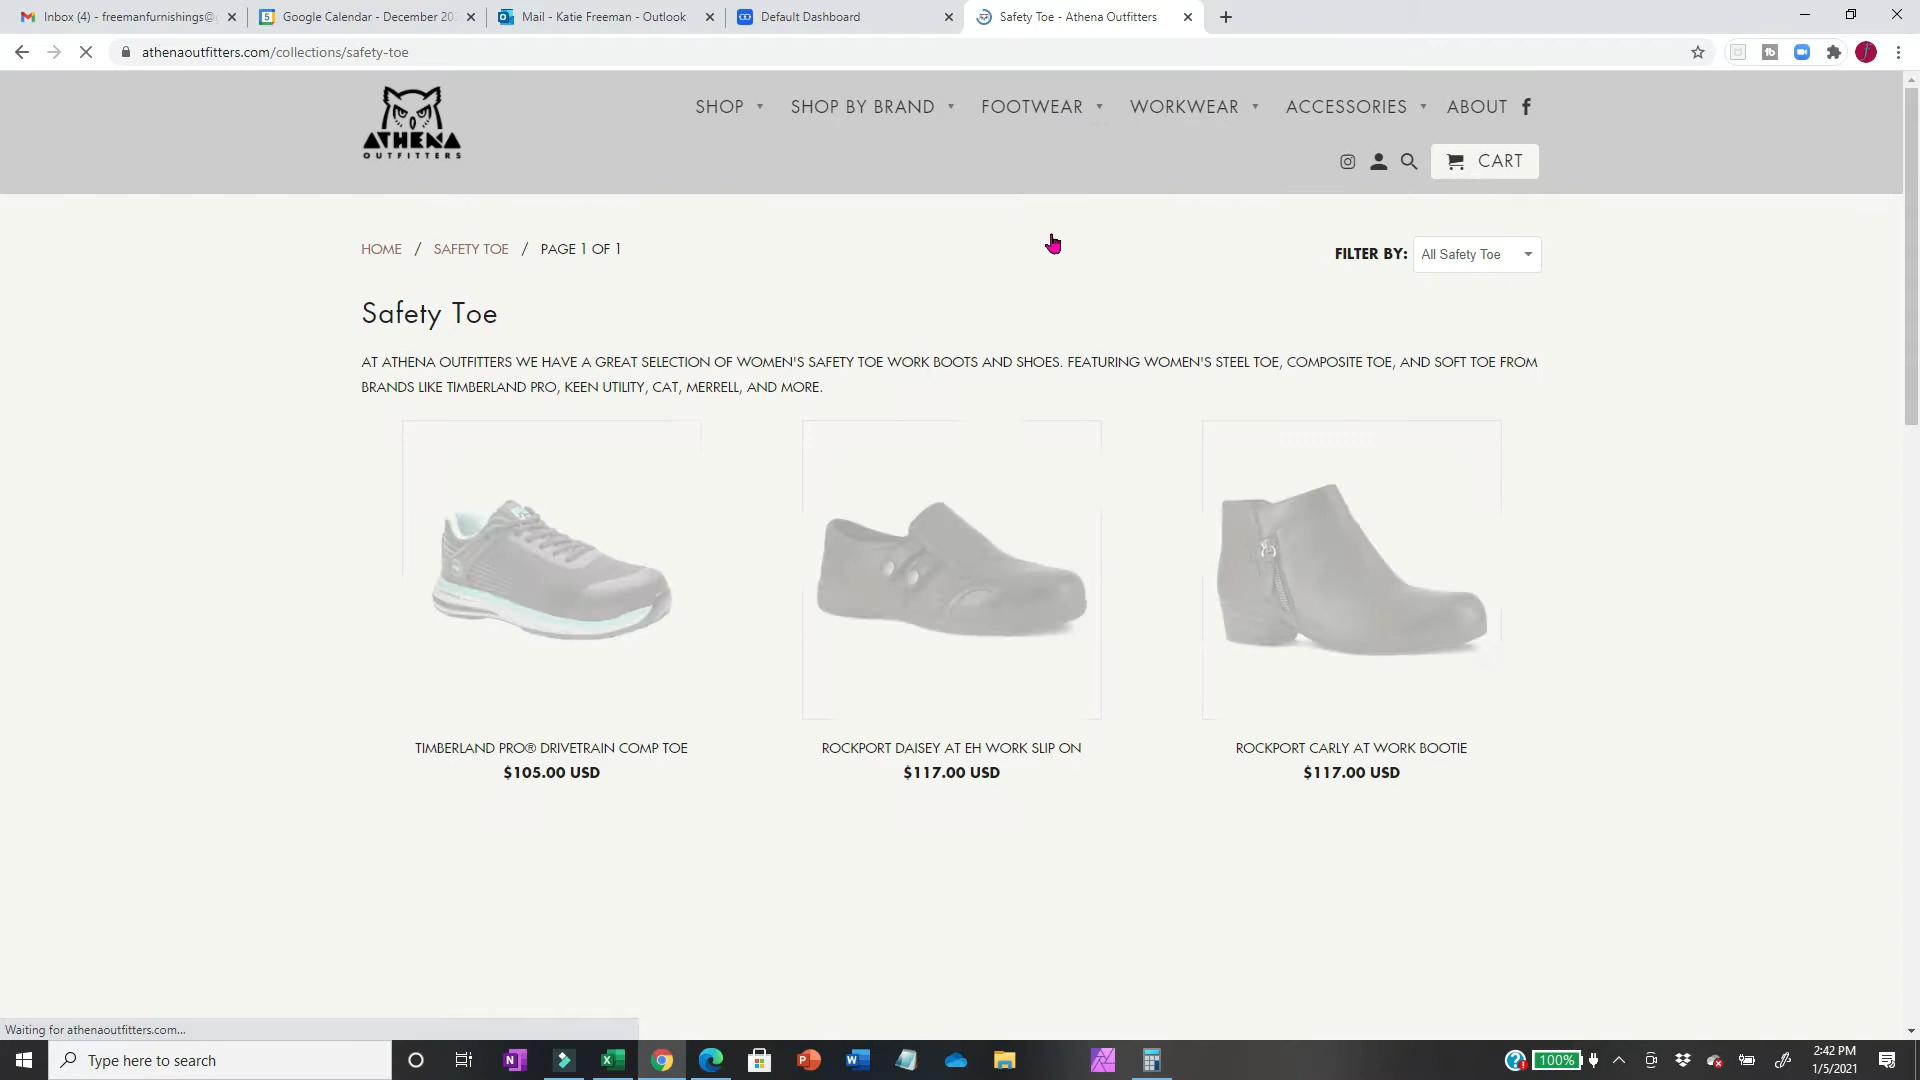 Inbox (4) - freemanfurnishings@
Google Calendar - December 20
Mail - Katie Freeman - Outlook
Default Dashboard
Safety Toe - Athena Outfitters
athenaoutfitters.com/collections/safety-toe
ATHENA
OUTFITTERS
SHOP
SHOP BY BRAND
FOOTWEAR
WORKWEAR
ACCESSORIES
ABOUT
CART
HOME / SAFETY TOE / PAGE 1 OF 1
FILTER BY: All Safety Toe
Safety Toe
AT ATHENA OUTFITTERS WE HAVE A GREAT SELECTION OF WOMEN'S SAFETY TOE WORK BOOTS AND SHOES. FEATURING WOMEN'S STEEL TOE, COMPOSITE TOE, AND SOFT TOE FROM
BRANDS LIKE TIMBERLAND PRO, KEEN UTILITY, CAT, MERRELL, AND MORE.
TIMBERLAND PRO® DRIVETRAIN COMP TOE
$105.00 USD
ROCKPORT DAISEY AT EH WORK SLIP ON
$117.00 USD
ROCKPORT CARLY AT WORK BOOTIE
$117.00 USD
Waiting for athenaoutfitters.com...
Type here to search
100%
2:42 PM
1/5/2021